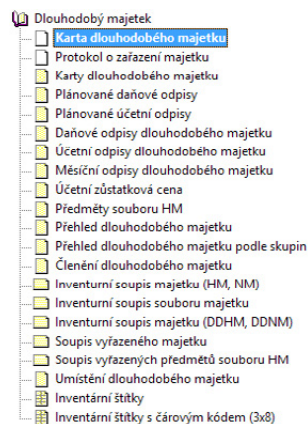 Dlouhodobý majetek
Karta dlouhodobého majetku
Protokol o zařazení majetku
Karty dlouhodobého majetku
Plánované daňové odpisy
Plánované účetní odpisy
Daňové odpisy dlouhodobého majetku
Účetní odpisy dlouhodobého majetku
Měsíční odpisy dlouhodobého majetku
Účetní zůstatková cena
Předměty souboru HM
Přehled dlouhodobého majetku
Přehled dlouhodobého majetku podle skupin
Členění dlouhodobého majetku
Inventurní soupis majetku (HM, NM)
Inventurní soupis souboru majetku
Inventurní soupis majetku (DDHM, DDNM)
Soupis vyřazeného majetku
Soupis vyřazených předmětů souboru HM
Umístění dlouhodobého majetku
Inventární štítky
Inventární štítky s čárovým kódem (3x8)